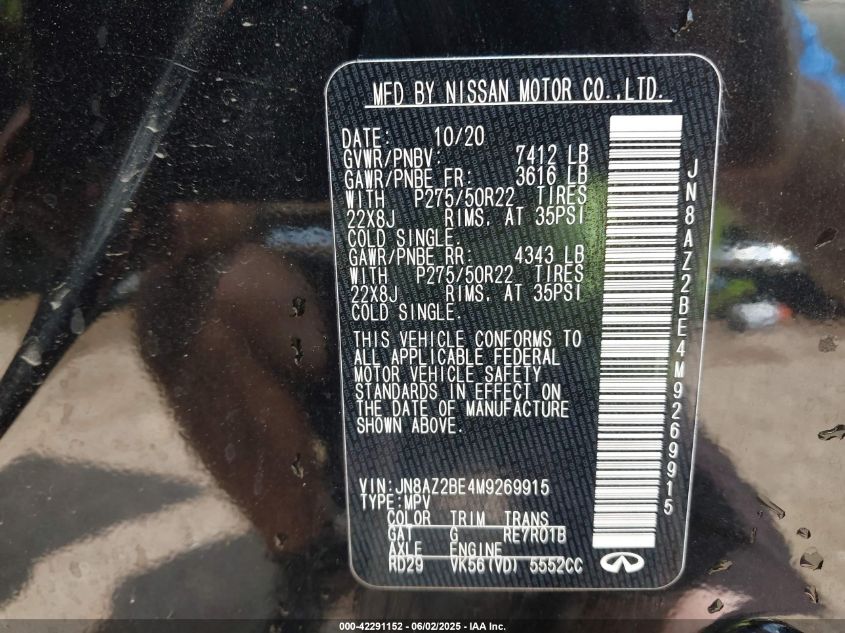 MFD BY NISSAN MOTOR CO.,LTD.
DATE: 10/20
GVWR/PNBV: 7412 LB
GAWR/PNBE FR: 3616 LB
WITH P275/50R22 TIRES
22X8J RIMS. AT 35PSI
COLD SINGLE.
GAWR/PNBE RR: 4343 LB
WITH P275/50R22 TIRES
22X8J RIMS. AT 35PSI
COLD SINGLE.
THIS VEHICLE CONFORMS TO
ALL APPLICABLE FEDERAL
MOTOR VEHICLE SAFETY
STANDARDS IN EFFECT ON
THE DATE OF MANUFACTURE
SHOWN ABOVE.
VIN:JN8AZ2BE4M9269915
TYPE:MPV
COLOR TRIM TRANS
GAT G RE7R01B
AXLE ENGINE
RD29 VK56(VD) 5552CC
JN8AZ2BE4M9269915
000-42291152 - 06/02/2025 - IAA Inc.